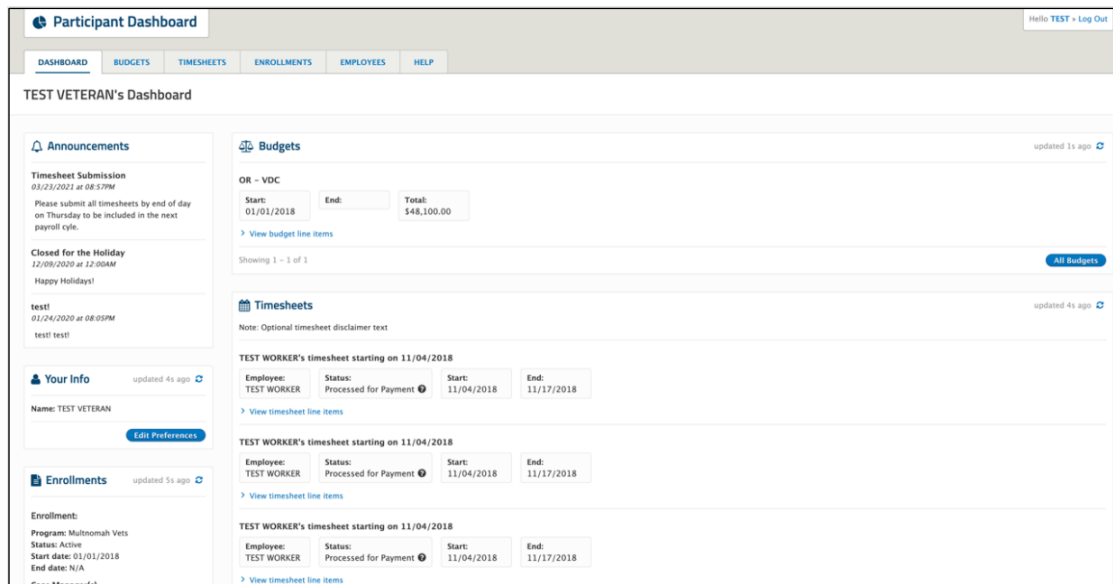 Participant Dashboard
Hello TEST » Log Out
DASHBOARD BUDGETS TIMESHEETS ENROLLMENTS EMPLOYEES HELP
TEST VETERAN's Dashboard
Announcements
Timesheet Submission
03/23/2021 at 08:57PM
Please submit all timesheets by end of day
on Thursday to be included in the next
payroll cyle.
Closed for the Holiday
12/09/2020 at 12:00AM
Happy Holidays!
test!
01/24/2020 at 08:05PM
test! test!
Your Info updated 4s ago
Name: TEST VETERAN
Edit Preferences
Enrollments updated 5s ago
Enrollment:
Program: Multnomah Vets
Status: Active
Start date: 01/01/2018
End date: N/A
Budgets updated 1s ago
OR – VDC
Start: End: Total:
01/01/2018 $48,100.00
> View budget line items
Showing 1 – 1 of 1 All Budgets
Timesheets updated 4s ago
Note: Optional timesheet disclaimer text
TEST WORKER's timesheet starting on 11/04/2018
Employee: Status: Start: End:
TEST WORKER Processed for Payment ? 11/04/2018 11/17/2018
> View timesheet line items
TEST WORKER's timesheet starting on 11/04/2018
Employee: Status: Start: End:
TEST WORKER Processed for Payment ? 11/04/2018 11/17/2018
> View timesheet line items
TEST WORKER's timesheet starting on 11/04/2018
Employee: Status: Start: End:
TEST WORKER Processed for Payment ? 11/04/2018 11/17/2018
> View timesheet line items